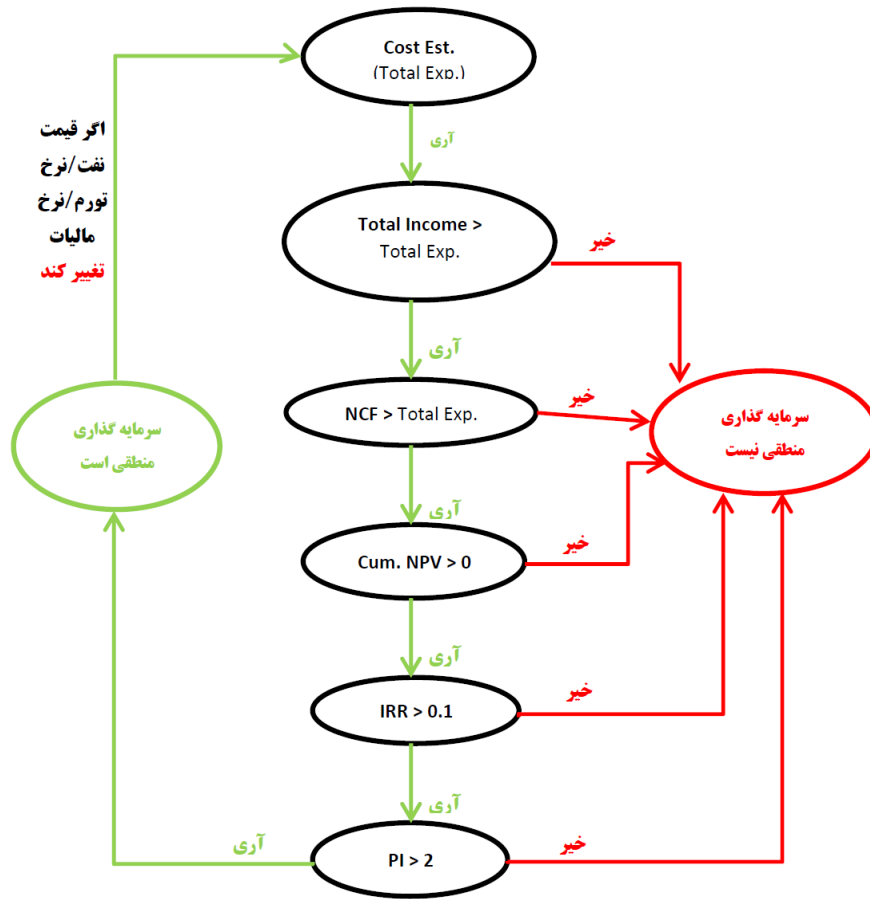 Cost Est.
(Total Exp.)
آری
اگر قیمت
نفت/نرخ
تورم/نرخ
مالیات
تغییر کند
Total Income >
Total Exp.
خیر
آری
NCF > Total Exp.
خیر
سرمایه گذاری
منطقی نیست
سرمایه گذاری
منطقی است
آری
Cum. NPV > 0
خیر
آری
IRR > 0.1
خیر
آری
PI > 2
خیر
آری